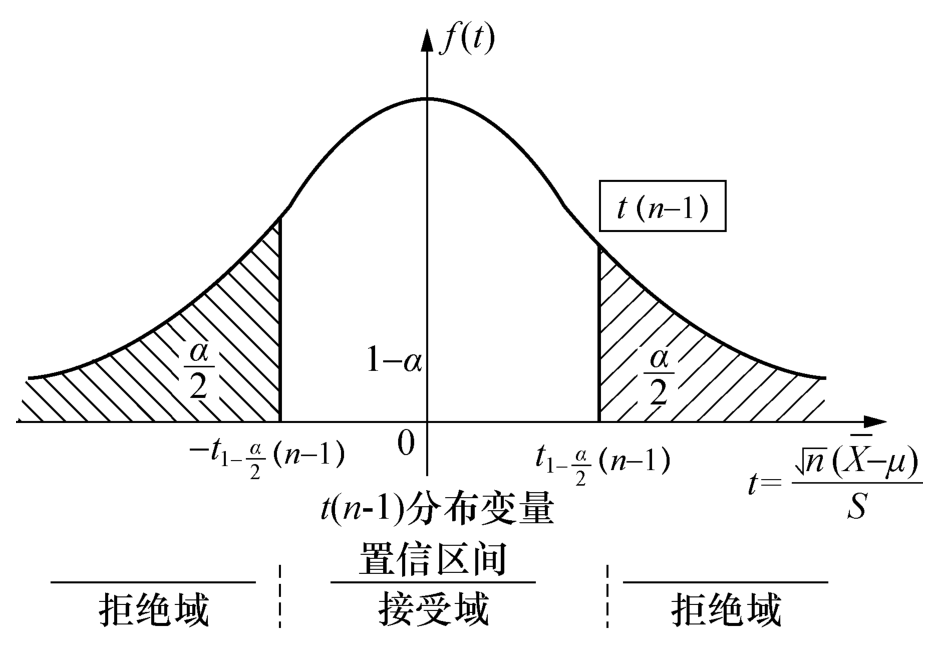 f(t)
t (n–1)
α/2
1–α
α/2
–t1–α/2 (n–1)
0
t1–α/2 (n–1)
t=√n (X̄–μ)/S
t(n-1)分布变量
置信区间
拒绝域
接受域
拒绝域